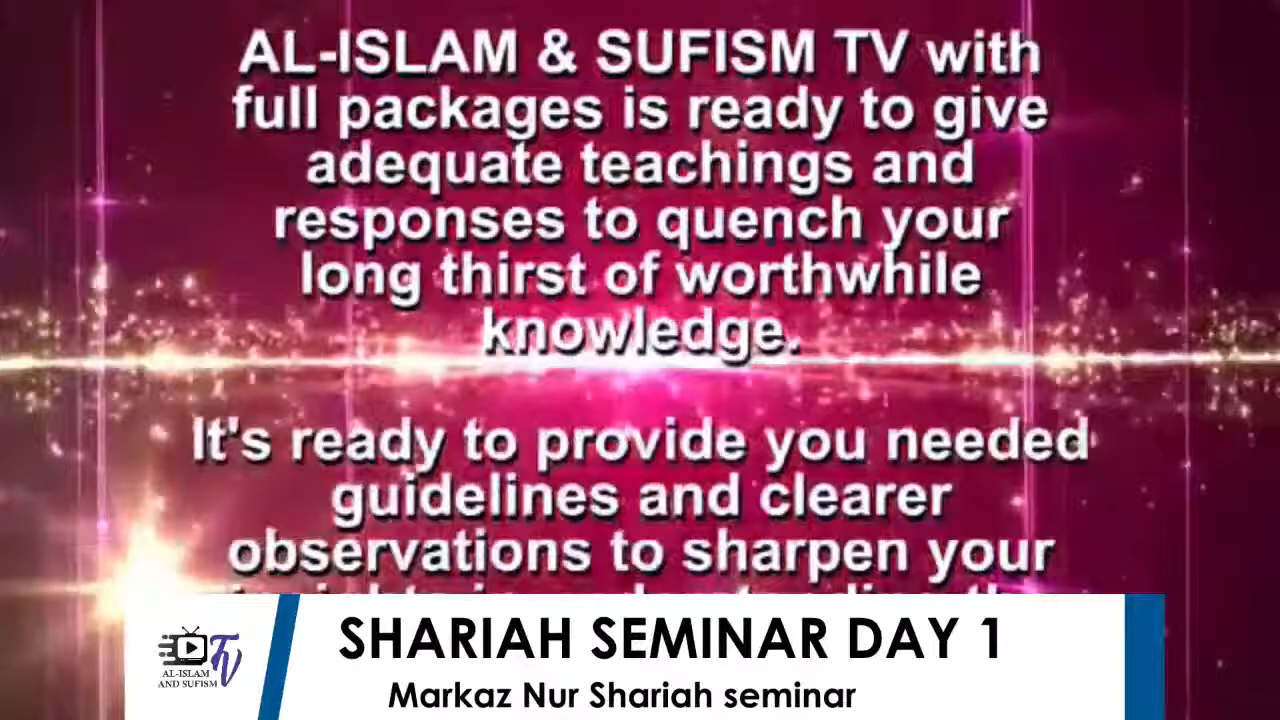 AL-ISLAM & SUFISM TV with
full packages is ready to give
adequate teachings and
responses to quench your
long thirst of worthwhile
knowledge.
It's ready to provide you needed
guidelines and clearer
observations to sharpen your
SHARIAH SEMINAR DAY 1
Markaz Nur Shariah seminar
TV
AL-ISLAM
AND SUFISM